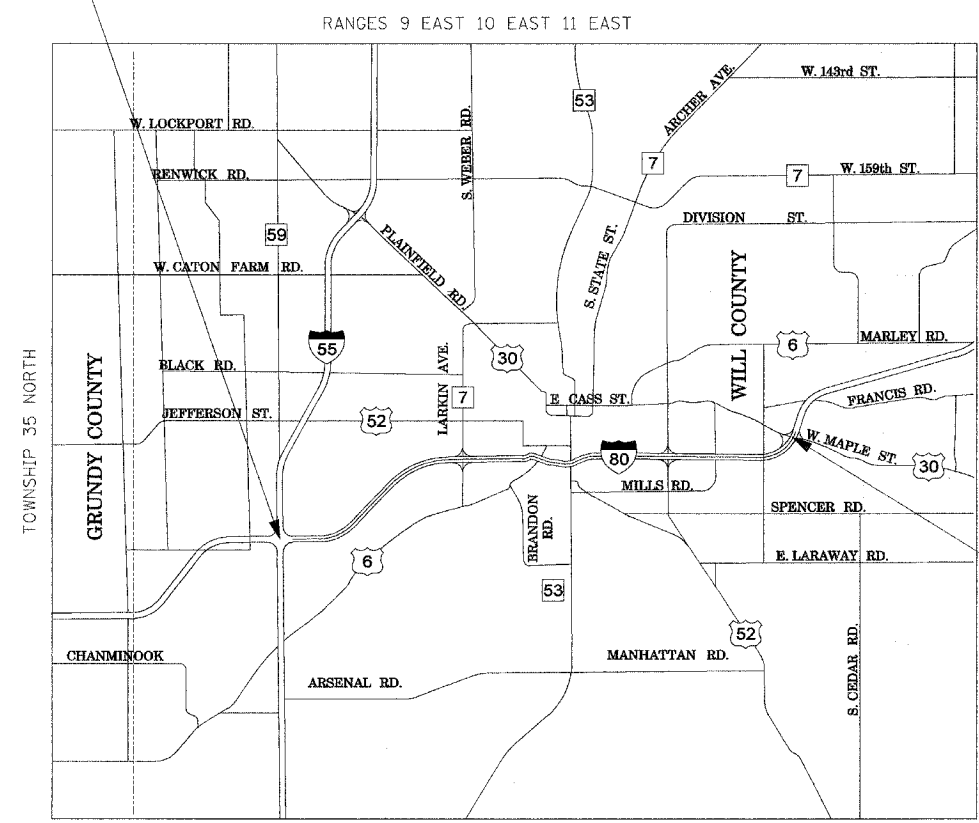 RANGES 9 EAST 10 EAST 11 EAST
TOWNSHIP 35 NORTH
W. 143rd ST.
53
ARCHER AVE.
W. LOCKPORT RD.
S. WEBER RD.
7
RENWICK RD.
7
W. 159th ST.
DIVISION ST.
59
PLAINFIELD RD.
S. STATE ST.
W. CATON FARM RD.
WILL COUNTY
55
6
MARLEY RD.
30
BLACK RD.
LARKIN AVE.
7
E CASS ST.
FRANCIS RD.
GRUNDY COUNTY
JEFFERSON ST.
52
W. MAPLE ST.
30
80
MILLS RD.
SPENCER RD.
BRANDON
RD.
6
E. LARAWAY RD.
53
52
CHANMINOOK
MANHATTAN RD.
ARSENAL RD.
S. CEDAR RD.